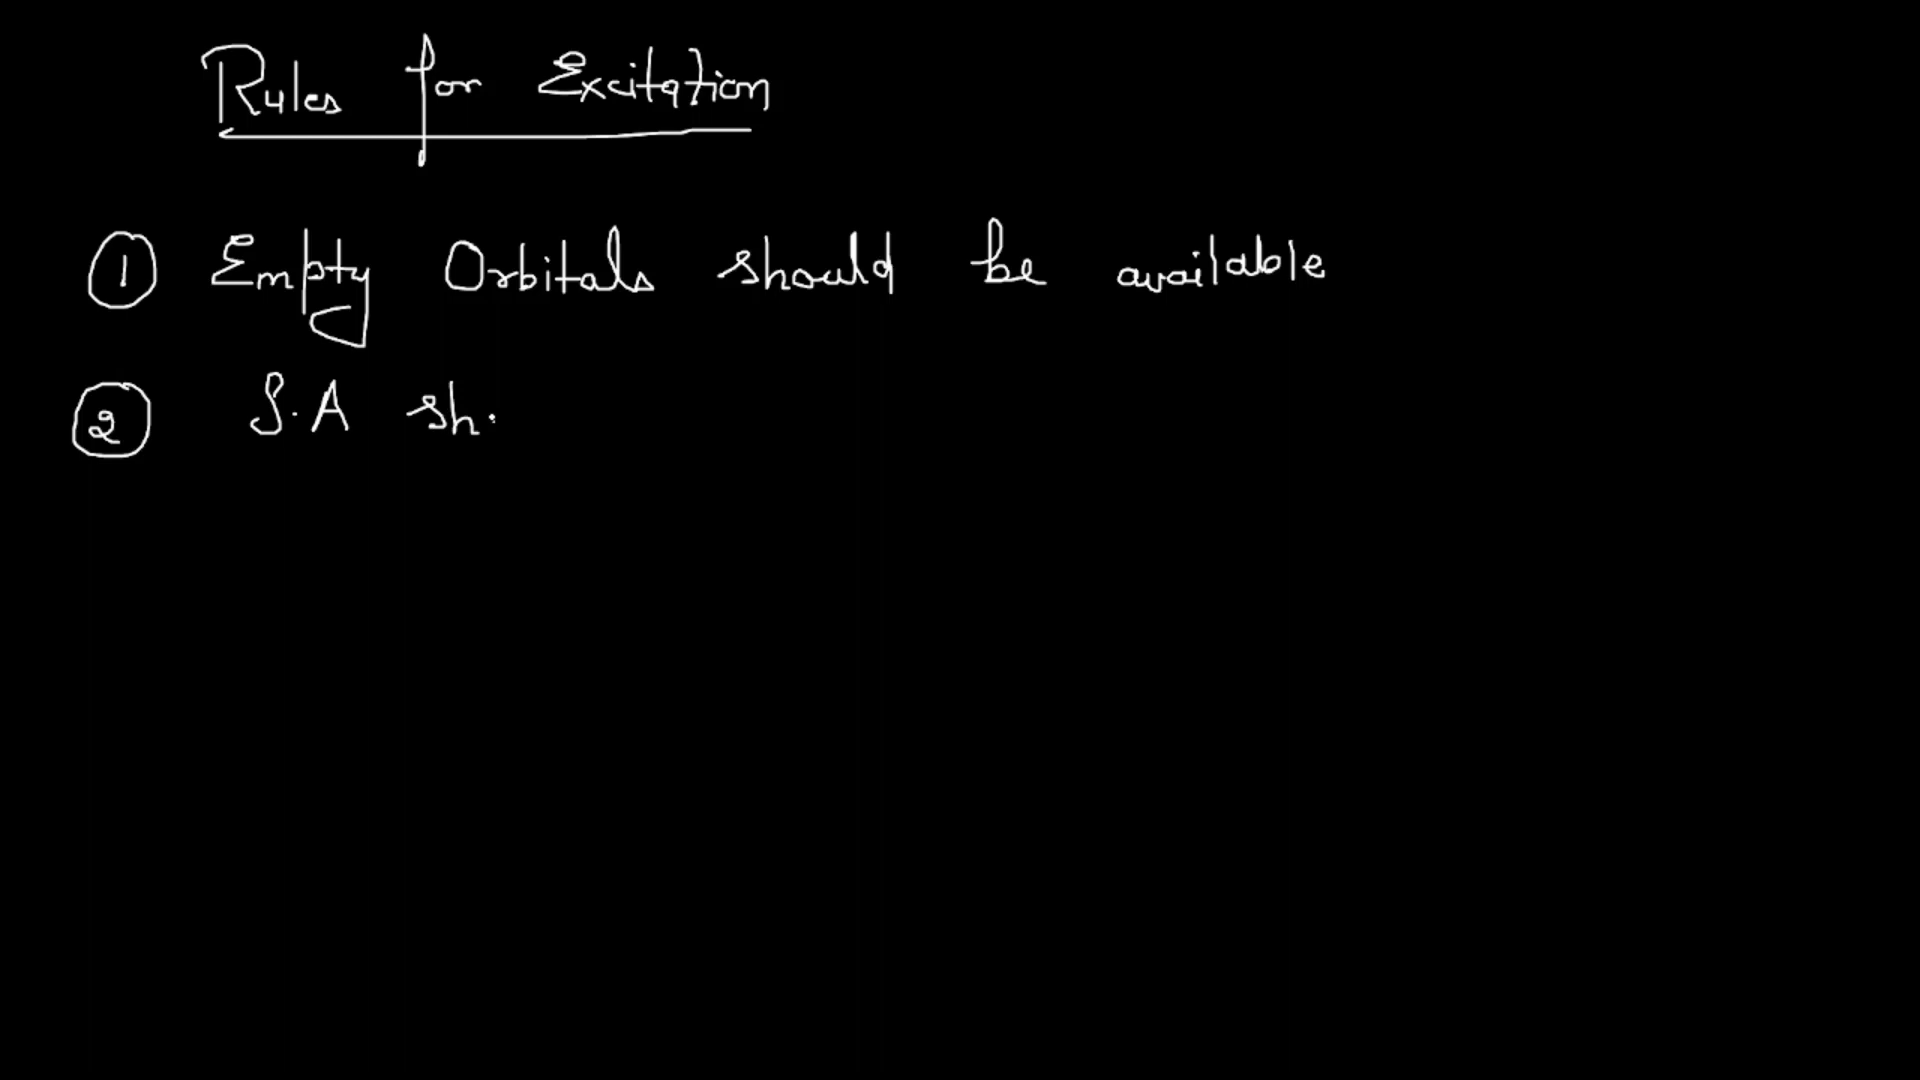 Rules for Excitation
① Empty Orbitals should be available
② S.A sh.